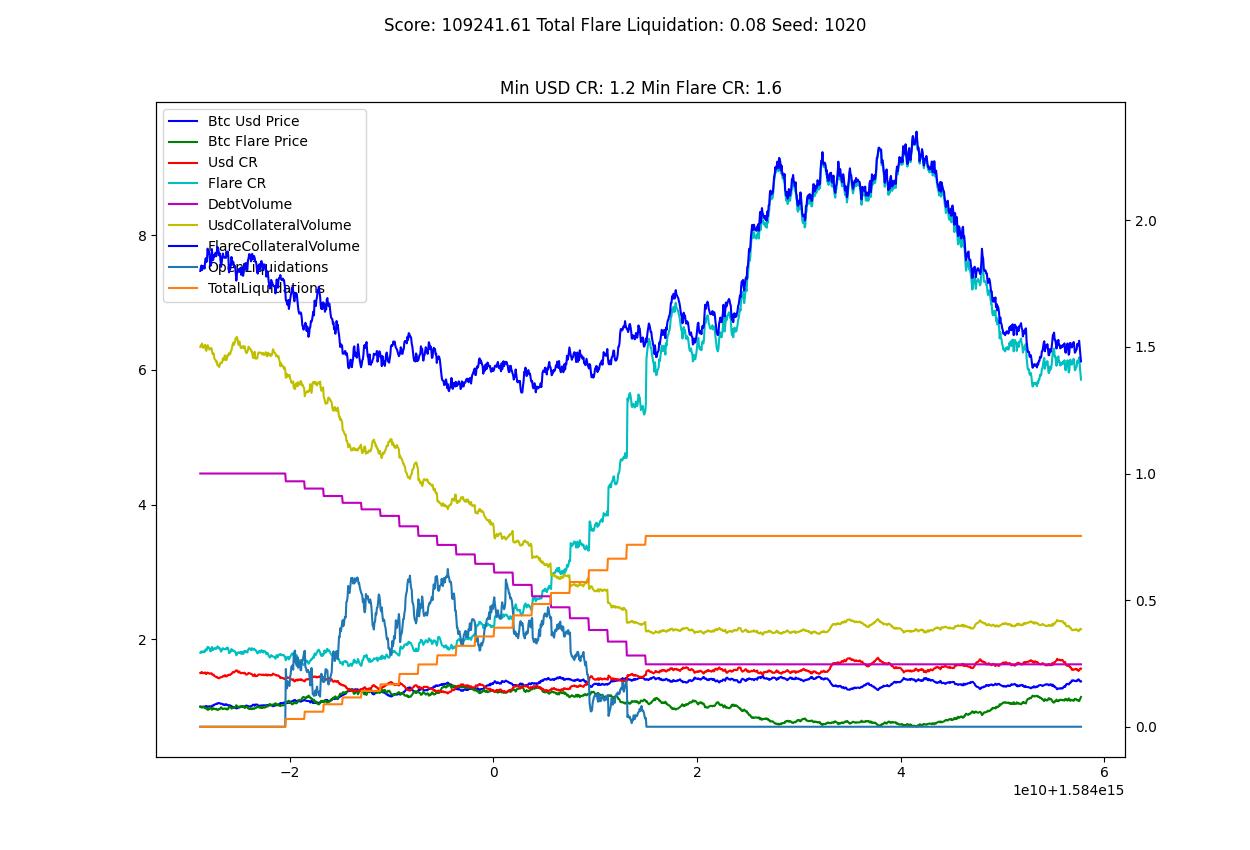 Score: 109241.61 Total Flare Liquidation: 0.08 Seed: 1020
Min USD CR: 1.2 Min Flare CR: 1.6
Btc Usd Price
Btc Flare Price
Usd CR
Flare CR
DebtVolume
UsdCollateralVolume
FlareCollateralVolume
OpenLiquidations
TotalLiquidations
8
6
4
2
2.0
1.5
1.0
0.5
0.0
−2 0 2 4 6
1e10+1.584e15